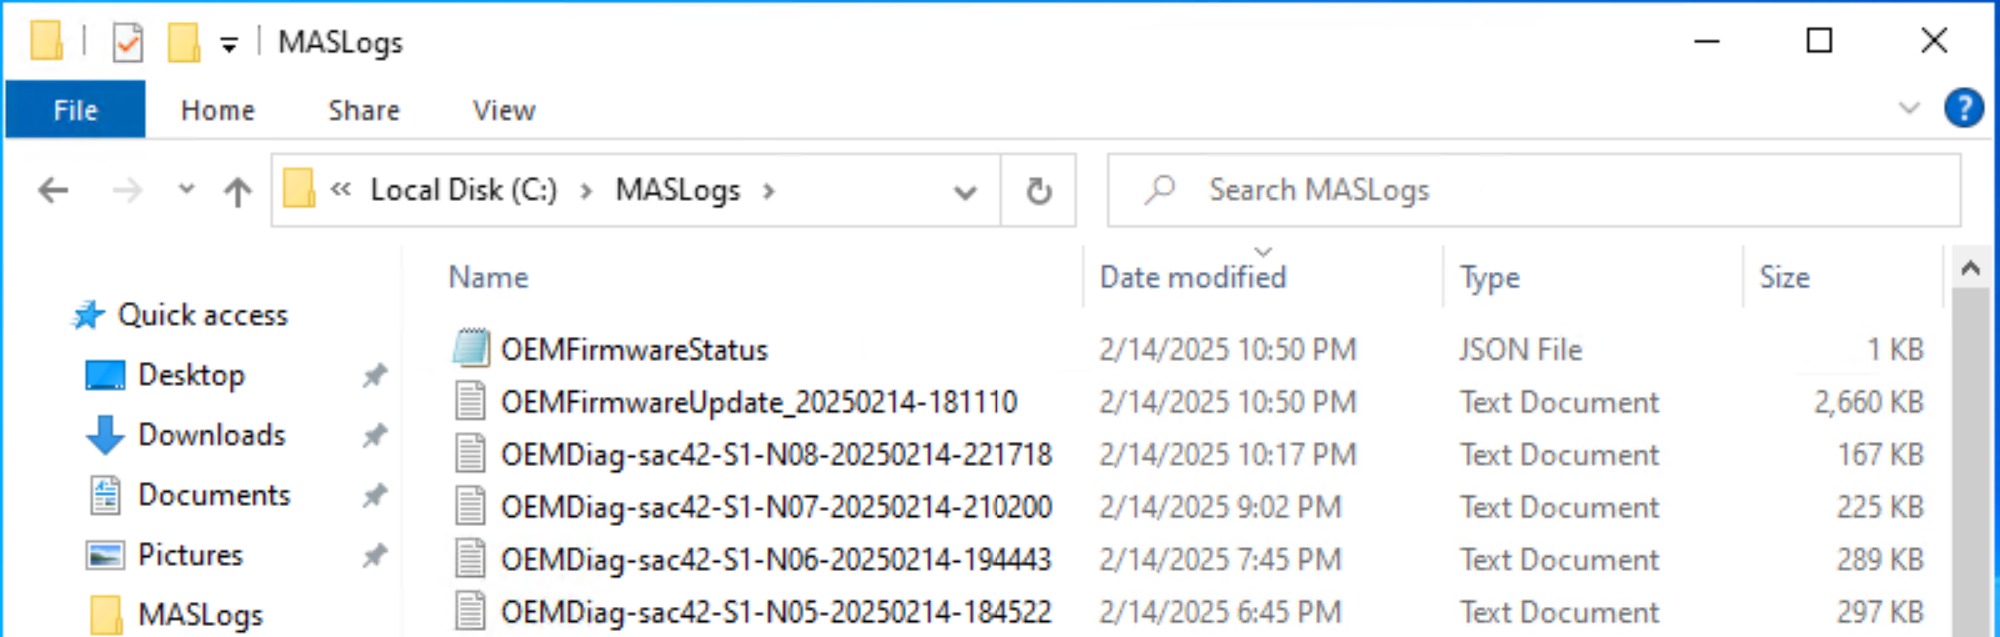 MASLogs
File Home Share View
« Local Disk (C:) > MASLogs > Search MASLogs
Name Date modified Type Size
Quick access
Desktop
Downloads
Documents
Pictures
MASLogs
OEMFirmwareStatus 2/14/2025 10:50 PM JSON File 1 KB
OEMFirmwareUpdate_20250214-181110 2/14/2025 10:50 PM Text Document 2,660 KB
OEMDiag-sac42-S1-N08-20250214-221718 2/14/2025 10:17 PM Text Document 167 KB
OEMDiag-sac42-S1-N07-20250214-210200 2/14/2025 9:02 PM Text Document 225 KB
OEMDiag-sac42-S1-N06-20250214-194443 2/14/2025 7:45 PM Text Document 289 KB
OEMDiag-sac42-S1-N05-20250214-184522 2/14/2025 6:45 PM Text Document 297 KB